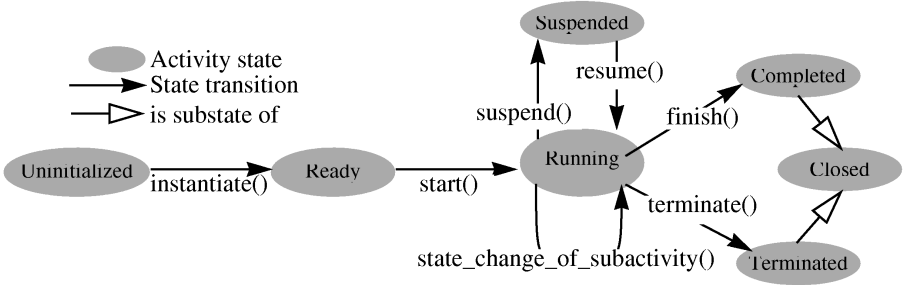 Suspended
Activity state
State transition
is substate of
resume()
Completed
suspend()
finish()
Uninitialized
instantiate()
Ready
start()
Running
Closed
terminate()
state_change_of_subactivity()
Terminated